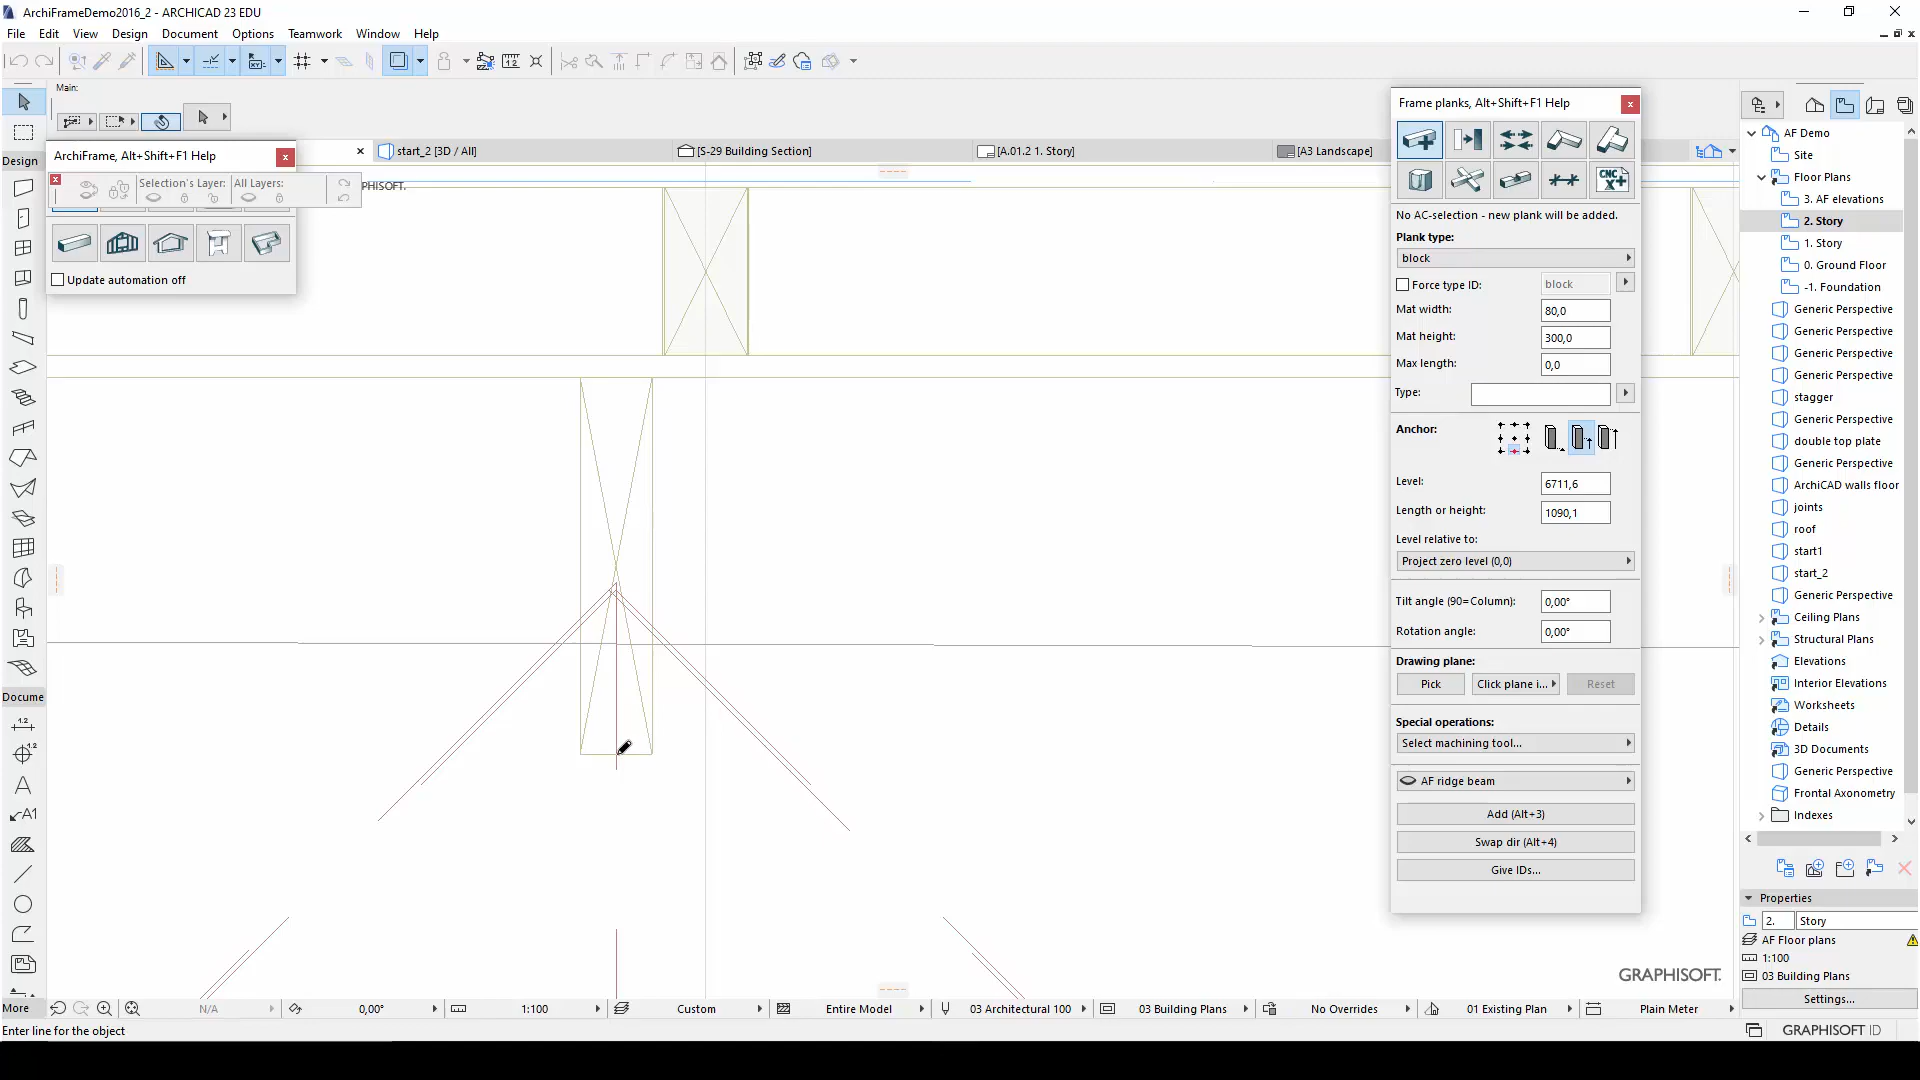 ArchiFrameDemo2016_2 - ARCHICAD 23 EDU
File Edit View Design Document Options Teamwork Window Help
Main:
ArchiFrame, Alt+Shift+F1 Help
start_2 [3D / All]
[S-29 Building Section]
[A.01.2 1. Story]
[A3 Landscape]
Selection's Layer: All Layers:
PHISOFT.
Update automation off
Design
Docume
More
Frame planks, Alt+Shift+F1 Help
No AC-selection - new plank will be added.
Plank type:
block
Force type ID: block
Mat width: 80,0
Mat height: 300,0
Max length: 0,0
Type:
Anchor:
Level: 6711,6
Length or height: 1090,1
Level relative to:
Project zero level (0,0)
Tilt angle (90=Column): 0,00°
Rotation angle: 0,00°
Drawing plane:
Pick Click plane i... Reset
Special operations:
Select machining tool...
AF ridge beam
Add (Alt+3)
Swap dir (Alt+4)
Give IDs...
AF Demo
Site
Floor Plans
3. AF elevations
2. Story
1. Story
0. Ground Floor
-1. Foundation
Generic Perspective
Generic Perspective
Generic Perspective
Generic Perspective
stagger
Generic Perspective
double top plate
Generic Perspective
ArchiCAD walls floor
joints
roof
start1
start_2
Generic Perspective
Ceiling Plans
Structural Plans
Elevations
Interior Elevations
Worksheets
Details
3D Documents
Generic Perspective
Frontal Axonometry
Indexes
Properties
2. Story
AF Floor plans
1:100
03 Building Plans
Settings...
GRAPHISOFT.
N/A 0,00° 1:100 Custom Entire Model 03 Architectural 100 03 Building Plans No Overrides 01 Existing Plan Plain Meter
Enter line for the object
GRAPHISOFT ID